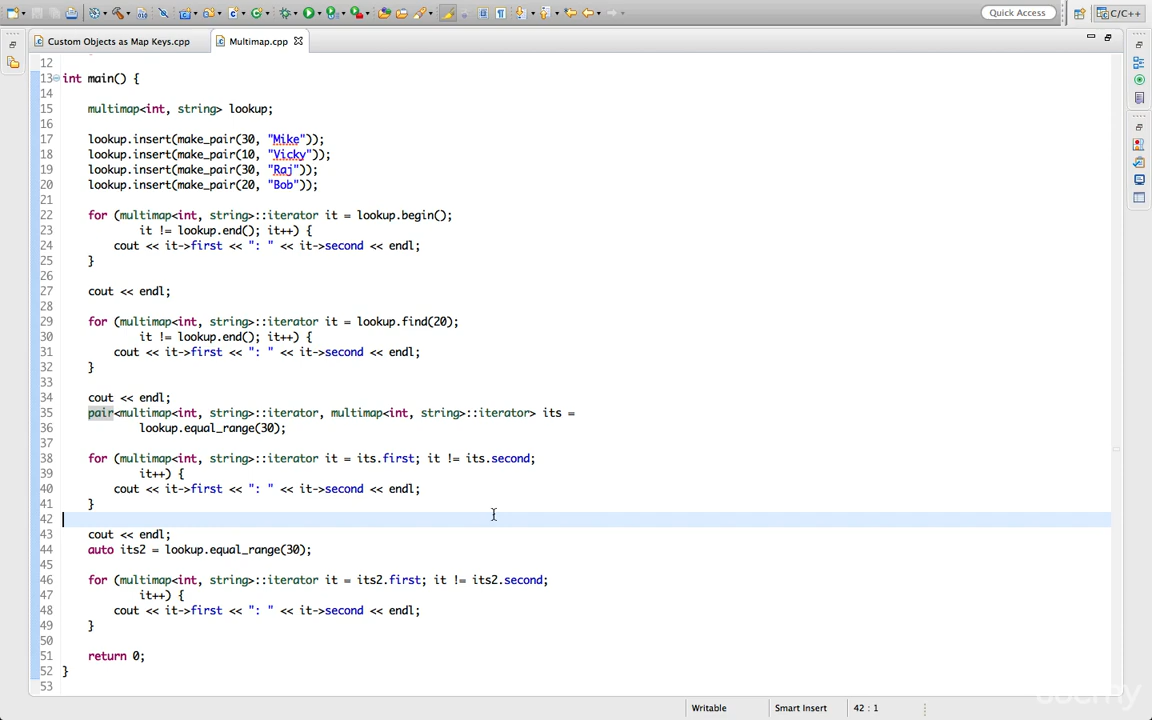 Quick Access
C/C++
Custom Objects as Map Keys.cpp
Multimap.cpp
12
13 int main() {
14
15 multimap<int, string> lookup;
16
17 lookup.insert(make_pair(30, "Mike"));
18 lookup.insert(make_pair(10, "Vicky"));
19 lookup.insert(make_pair(30, "Raj"));
20 lookup.insert(make_pair(20, "Bob"));
21
22 for (multimap<int, string>::iterator it = lookup.begin();
23 it != lookup.end(); it++) {
24 cout << it->first << ": " << it->second << endl;
25 }
26
27 cout << endl;
28
29 for (multimap<int, string>::iterator it = lookup.find(20);
30 it != lookup.end(); it++) {
31 cout << it->first << ": " << it->second << endl;
32 }
33
34 cout << endl;
35 pair<multimap<int, string>::iterator, multimap<int, string>::iterator> its =
36 lookup.equal_range(30);
37
38 for (multimap<int, string>::iterator it = its.first; it != its.second;
39 it++) {
40 cout << it->first << ": " << it->second << endl;
41 }
42
43 cout << endl;
44 auto its2 = lookup.equal_range(30);
45
46 for (multimap<int, string>::iterator it = its2.first; it != its2.second;
47 it++) {
48 cout << it->first << ": " << it->second << endl;
49 }
50
51 return 0;
52 }
53
Writable
Smart Insert
42 : 1
udemy